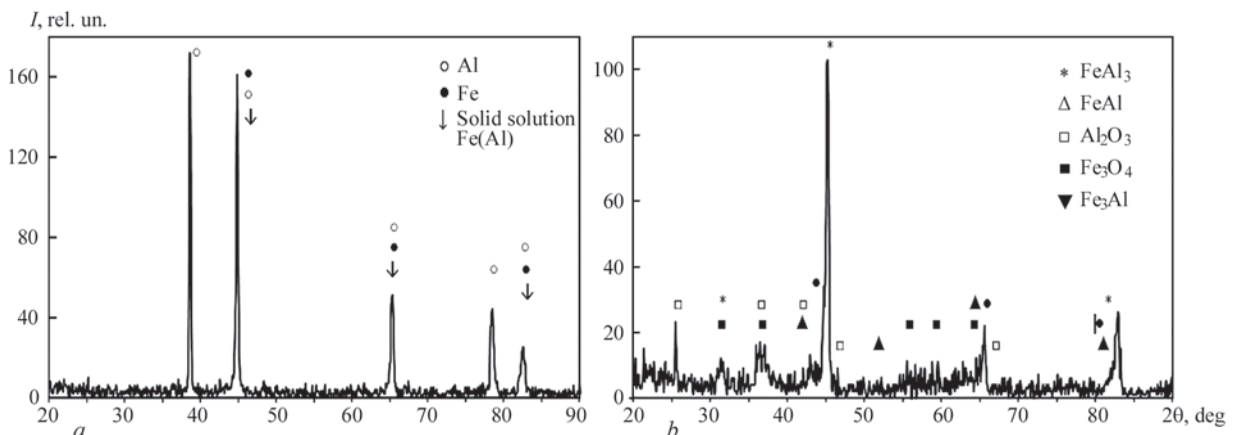 I, rel. un.
160
120
80
40
0
20 30 40 50 60 70 80 90
a
○ Al
● Fe
↓ Solid solution
Fe(Al)
100
80
60
40
20
0
20 30 40 50 60 70 80 2θ, deg
b
* FeAl₃
△ FeAl
□ Al₂O₃
■ Fe₃O₄
▼ Fe₃Al